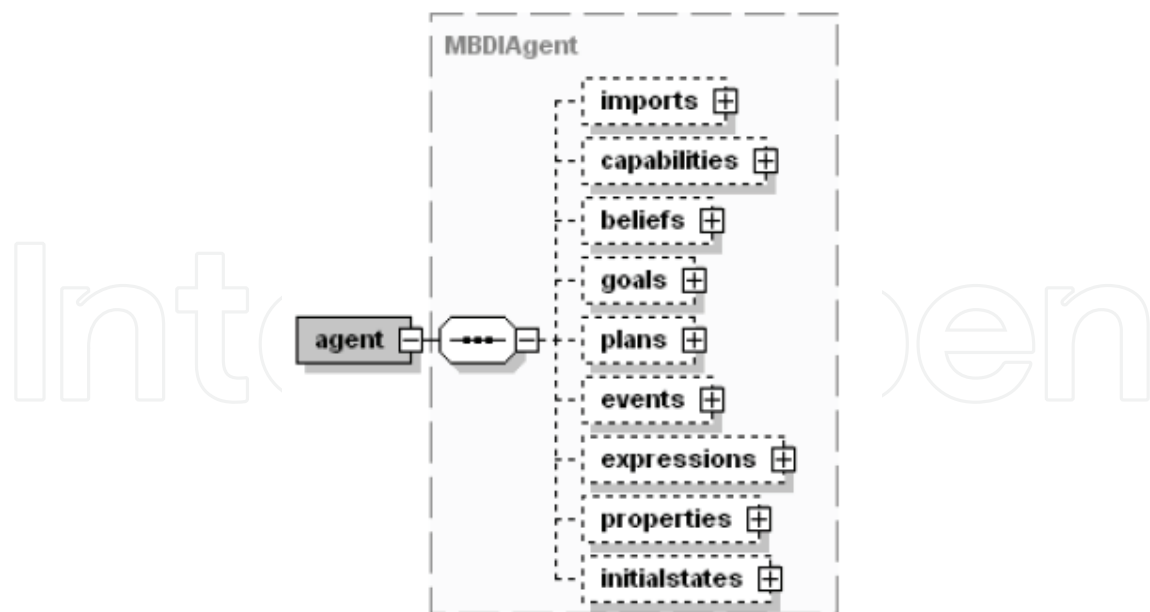 MBDIAgent
imports
capabilities
beliefs
goals
agent
plans
events
expressions
properties
initialstates